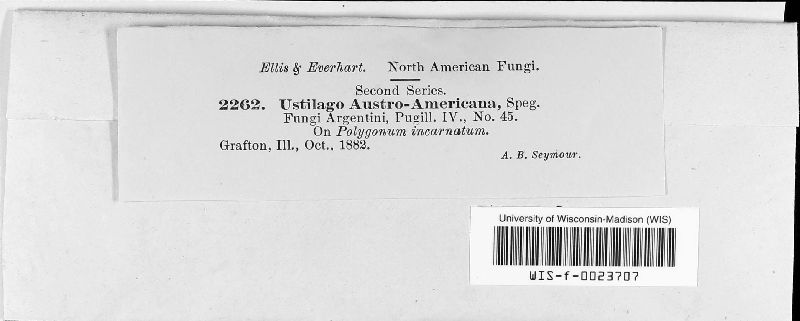 Ellis & Everhart. North American Fungi.
Second Series.
2262. Ustilago Austro-Americana, Speg.
Fungi Argentini, Pugill. IV., No. 45.
On Polygonum incarnatum.
Grafton, Ill., Oct., 1882.
A. B. Seymour.
University of Wisconsin-Madison (WIS)
WIS-f-0023707